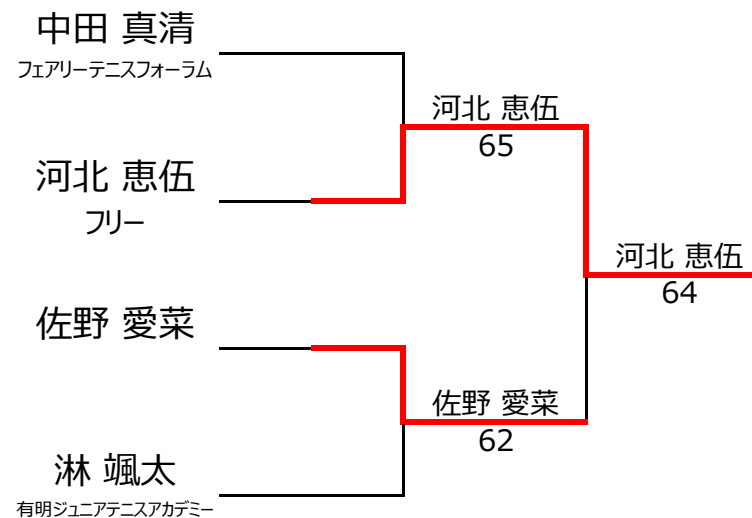 中田 真清
フェアリーテニスフォーラム
河北 恵伍
65
河北 恵伍
フリー
河北 恵伍
64
佐野 愛菜
佐野 愛菜
62
淋 颯太
有明ジュニアテニスアカデミー